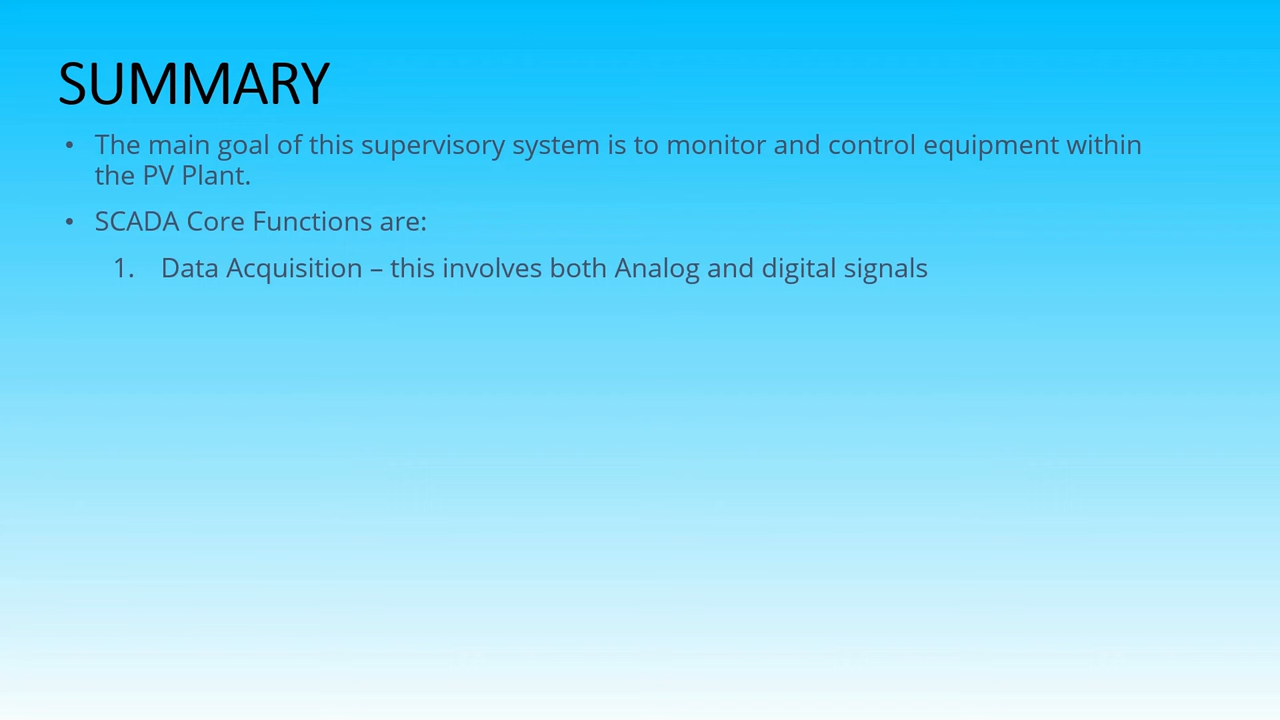 SUMMARY
• The main goal of this supervisory system is to monitor and control equipment within
the PV Plant.
• SCADA Core Functions are:
1. Data Acquisition – this involves both Analog and digital signals